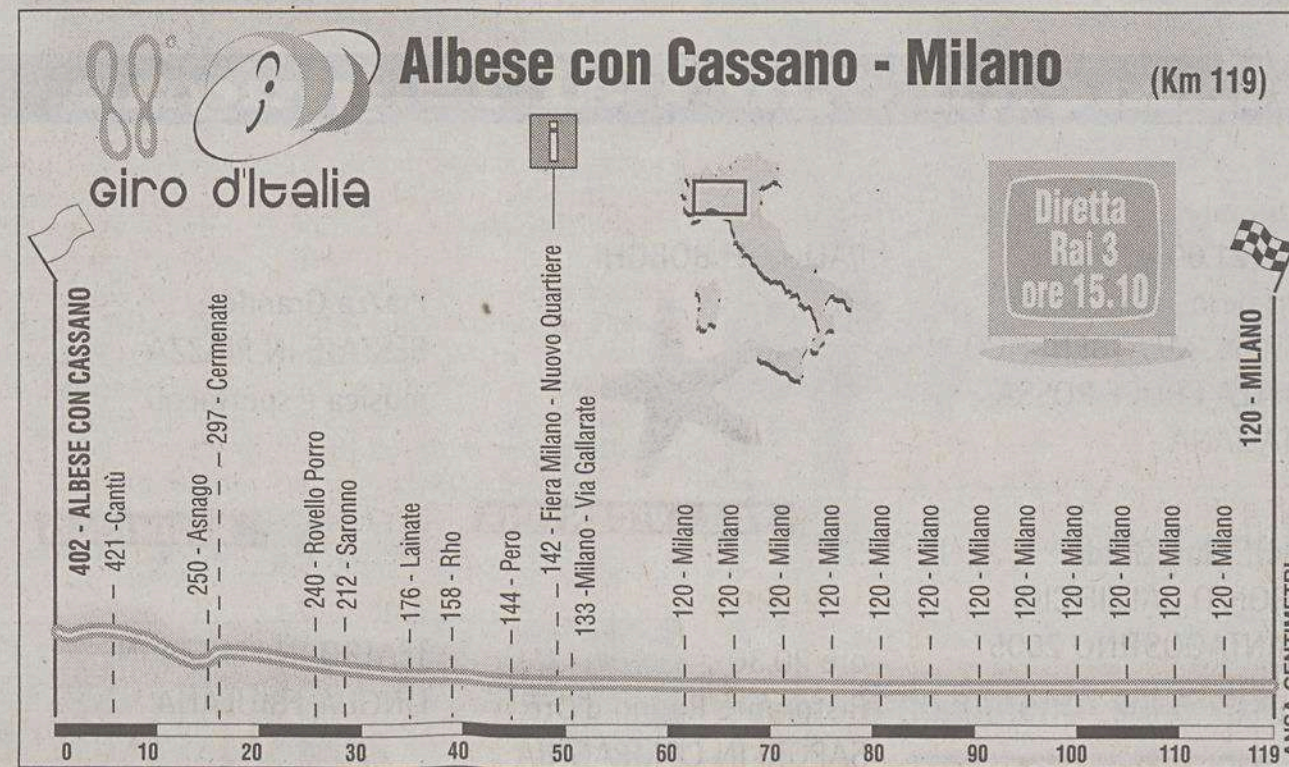 88°
Giro d'Italia
Albese con Cassano - Milano (Km 119)
i
Diretta
Rai 3
ore 15.10
402 - ALBESE CON CASSANO
421 -Cantù
250 - Asnago
297 - Cermenate
240 - Rovello Porro
212 - Saronno
176 - Lainate
158 - Rho
144 - Pero
142 - Fiera Milano - Nuovo Quartiere
133 -Milano - Via Gallarate
120 - Milano
120 - Milano
120 - Milano
120 - Milano
120 - Milano
120 - Milano
120 - Milano
120 - Milano
120 - Milano
120 - Milano
120 - Milano
120 - Milano
120 - MILANO
0 10 20 30 40 50 60 70 80 90 100 110 119
ANSA-CENTIMETRI